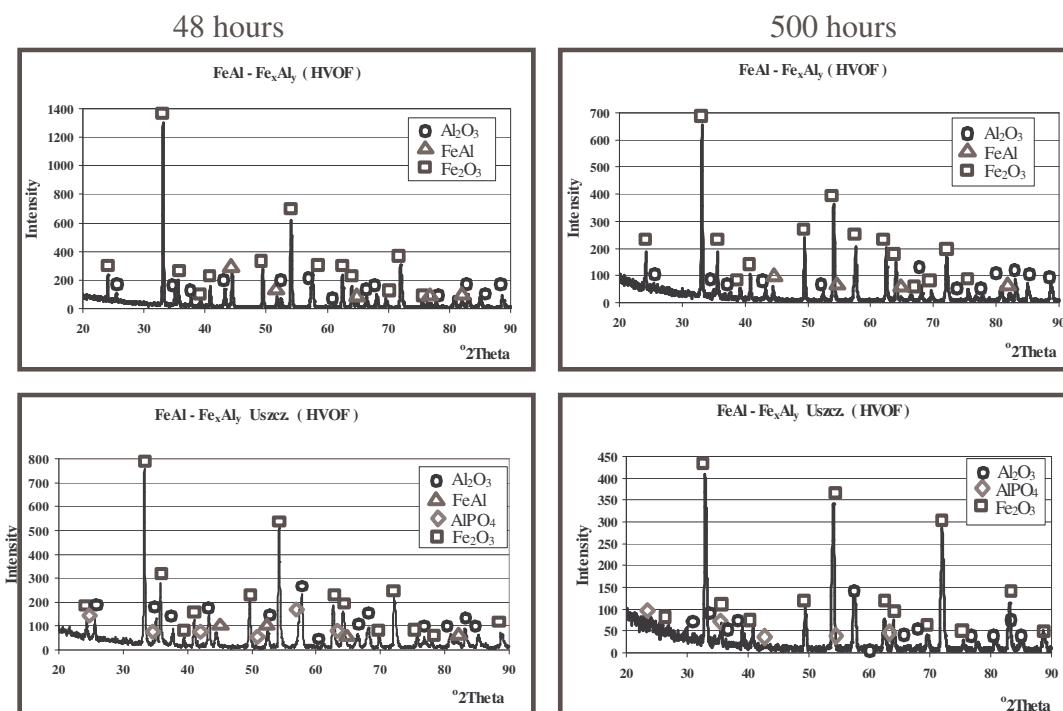 48 hours
500 hours
FeAl - FeₓAlᵧ ( HVOF)
1400
1200
1000
800
600
400
200
0
Intensity
Al₂O₃
FeAl
Fe₂O₃
20 30 40 50 60 70 80 90
°2Theta
FeAl - FeₓAlᵧ ( HVOF)
700
600
500
400
300
200
100
0
Intensity
Al₂O₃
FeAl
Fe₂O₃
20 30 40 50 60 70 80 90
°2Theta
FeAl - FeₓAlᵧ Uszcz. ( HVOF)
800
700
600
500
400
300
200
100
0
Intensity
Al₂O₃
FeAl
AlPO₄
Fe₂O₃
20 30 40 50 60 70 80 90
°2Theta
FeAl - FeₓAlᵧ Uszcz. ( HVOF)
450
400
350
300
250
200
150
100
50
0
Intensity
Al₂O₃
AlPO₄
Fe₂O₃
20 30 40 50 60 70 80 90
°2Theta